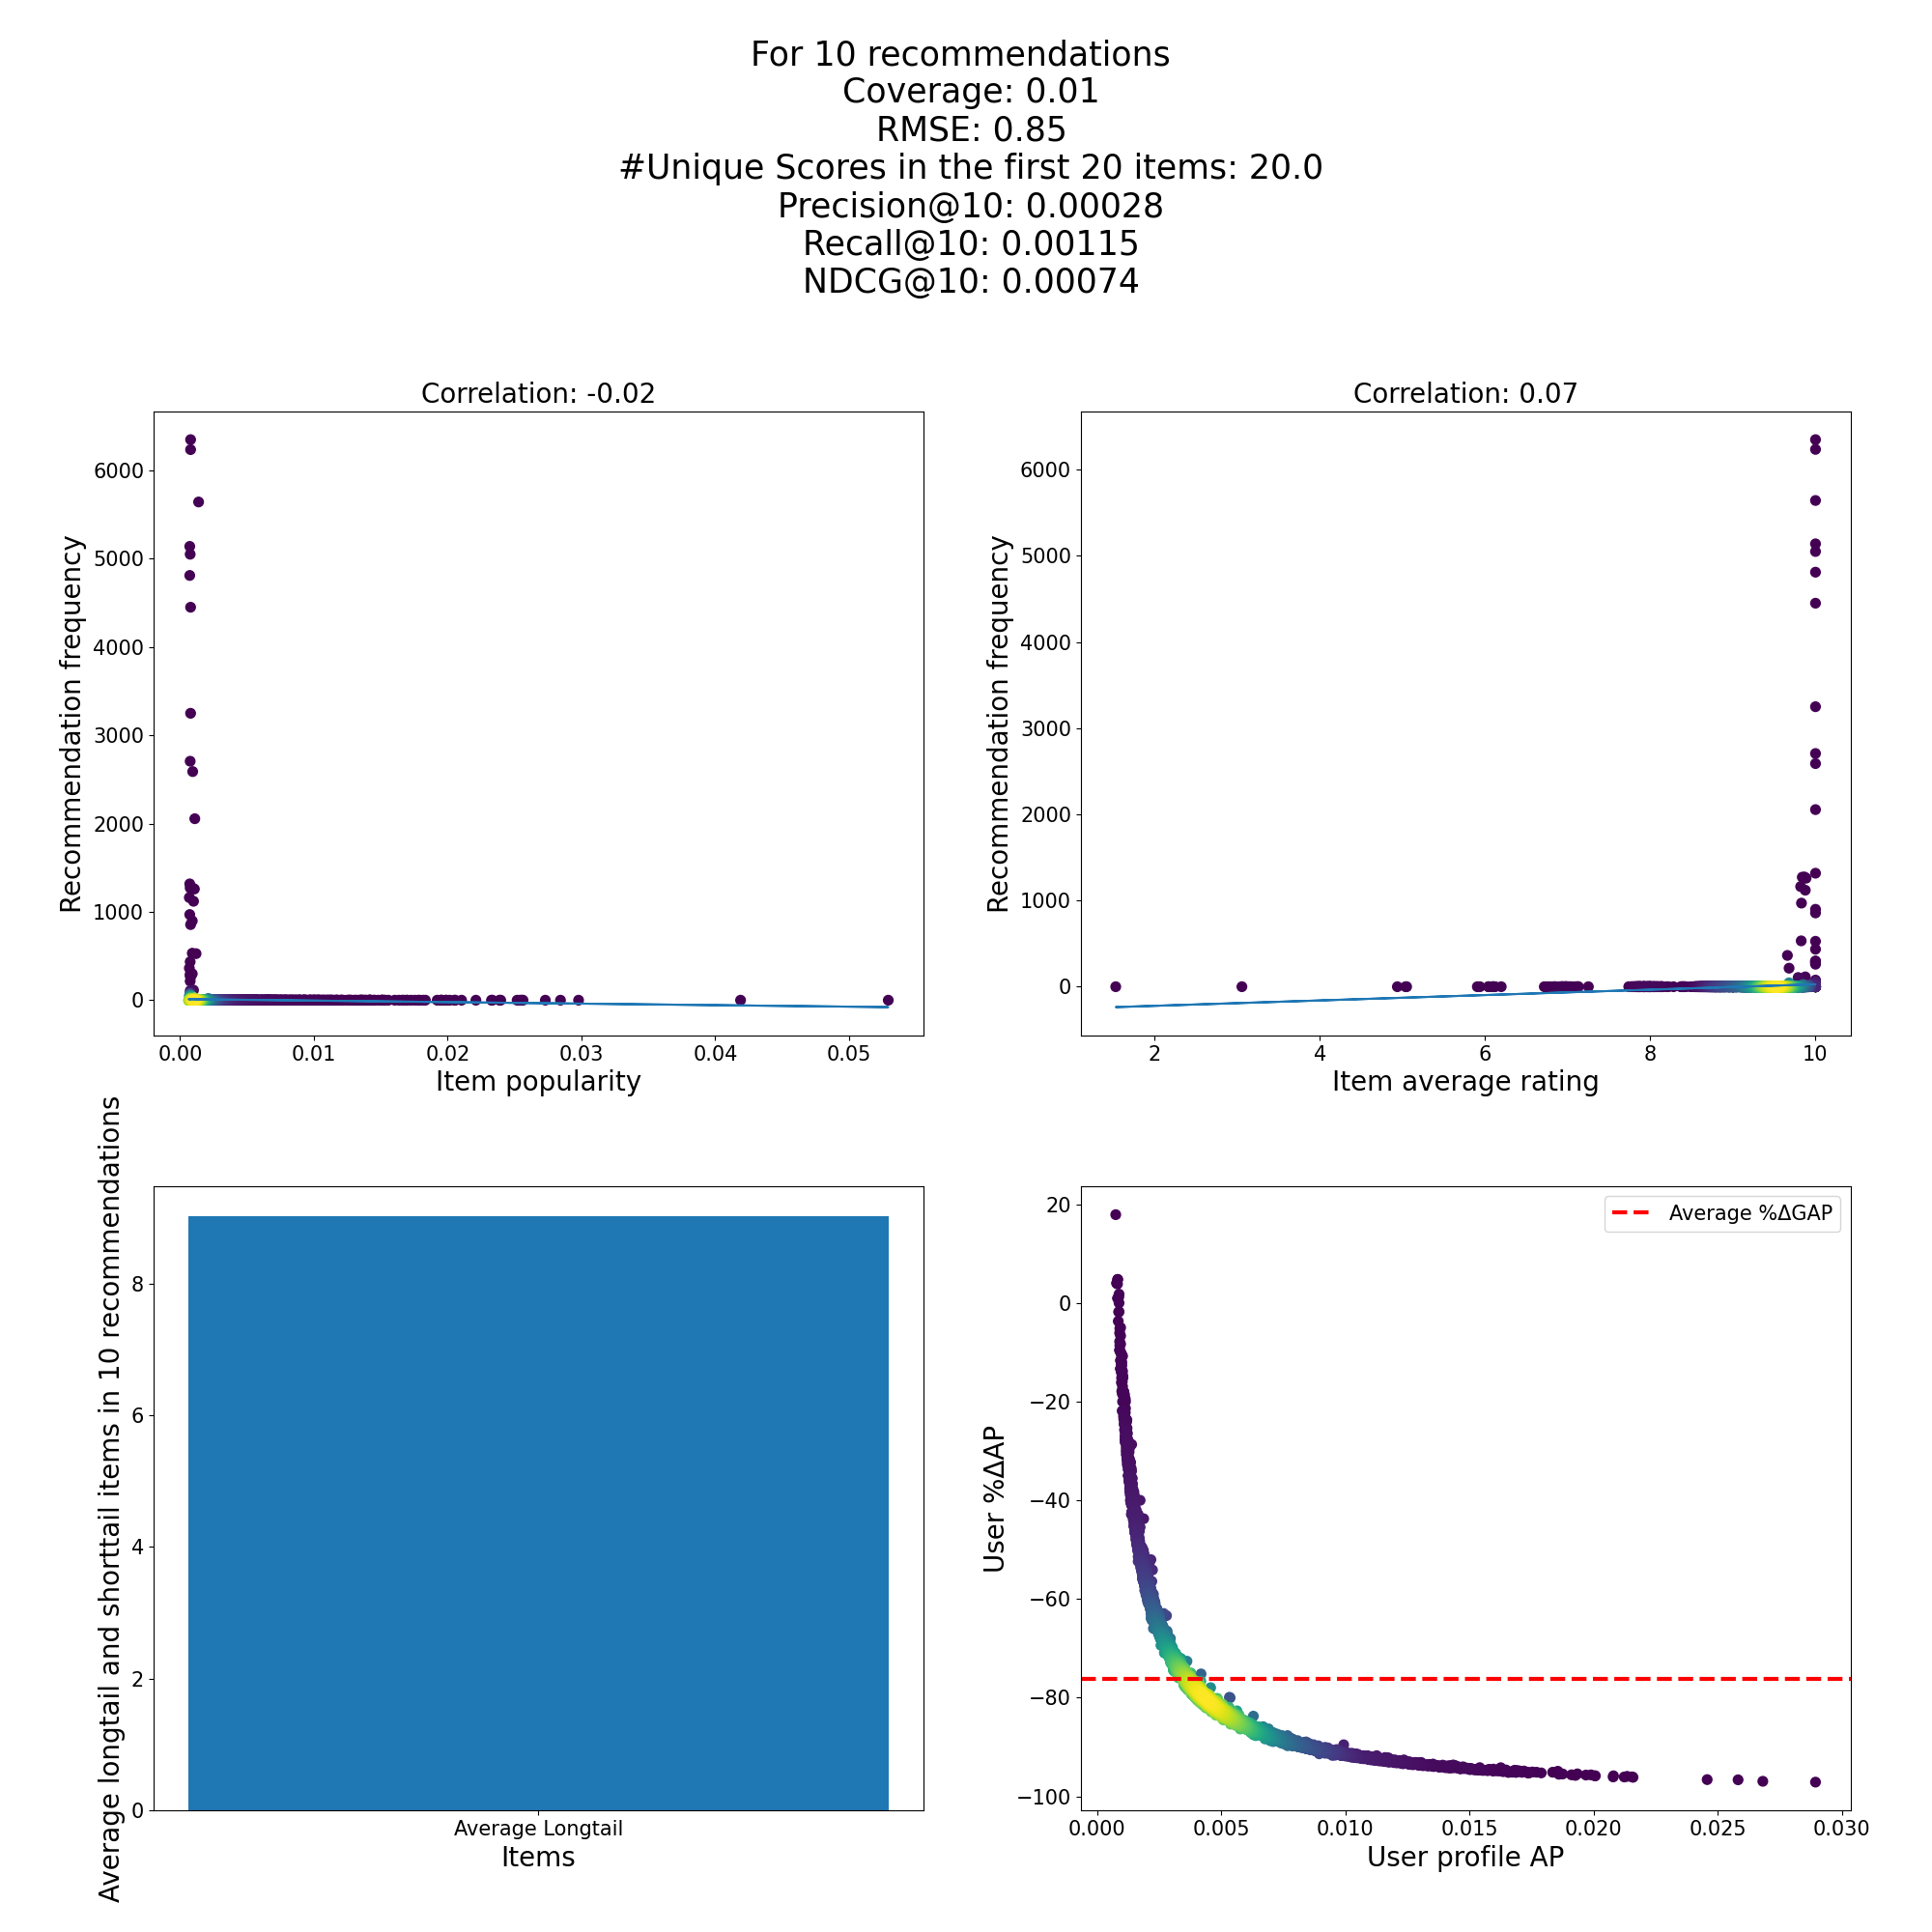 For 10 recommendations
Coverage: 0.01
RMSE: 0.85
#Unique Scores in the first 20 items: 20.0
Precision@10: 0.00028
Recall@10: 0.00115
NDCG@10: 0.00074
Correlation: -0.02
Recommendation frequency
6000
5000
4000
3000
2000
1000
0
0.00 0.01 0.02 0.03 0.04 0.05
Item popularity
Correlation: 0.07
Recommendation frequency
6000
5000
4000
3000
2000
1000
0
2 4 6 8 10
Item average rating
Average longtail and shorttail items in 10 recommendations
8
6
4
2
0
Average Longtail
Items
User %ΔAP
20
0
−20
−40
−60
−80
−100
Average %ΔGAP
0.000 0.005 0.010 0.015 0.020 0.025 0.030
User profile AP